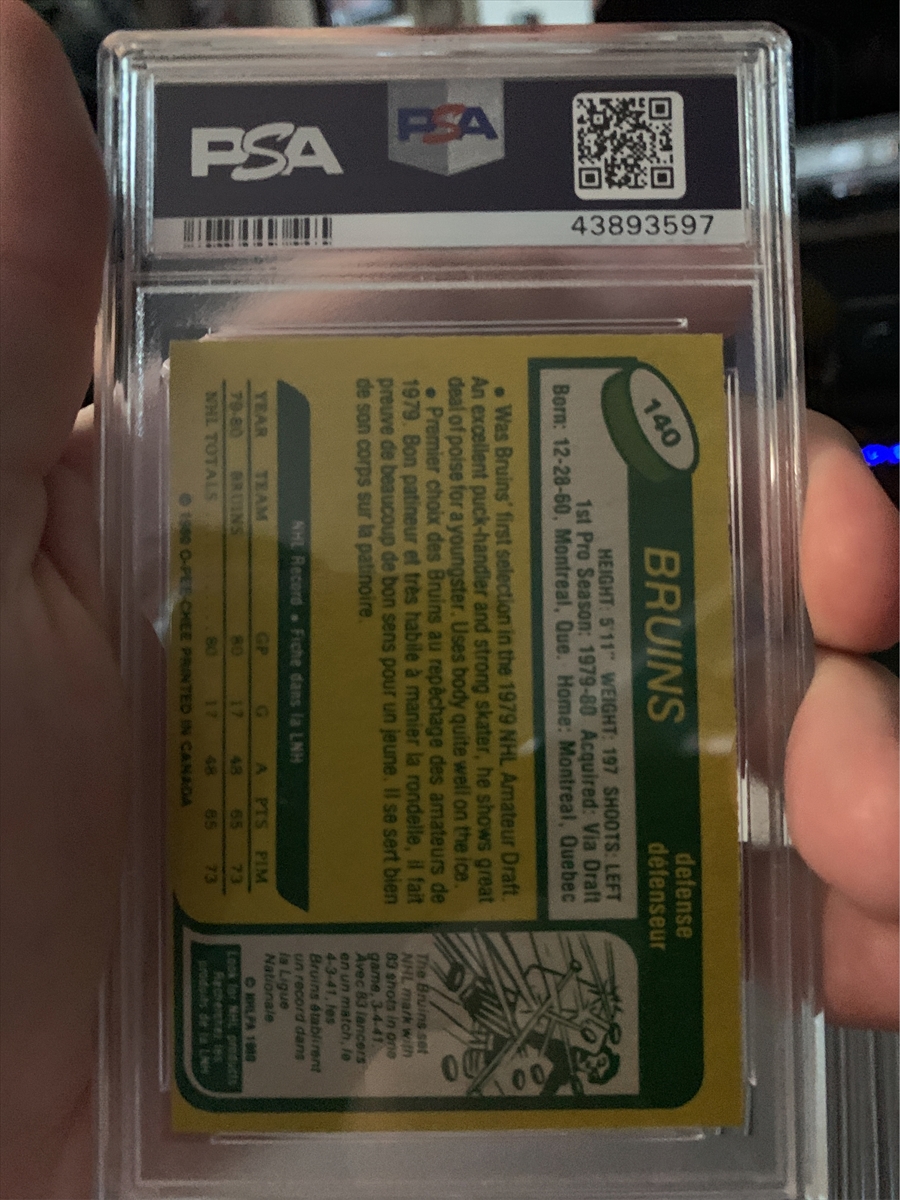 PSA
PSA
43893597
140
BRUINS
defense
défenseur
HEIGHT: 5'11" WEIGHT: 197 SHOOTS: LEFT
1st Pro Season: 1979-80 Acquired: Via Draft
Born: 12-28-60, Montreal, Que. Home: Montreal, Quebec
● Was Bruins' first selection in the 1979 NHL Amateur Draft.
An excellent puck-handler and strong skater, he shows great
deal of poise for a youngster. Uses body quite well on the ice.
● Premier choix des Bruins au repêchage des amateurs de
1979. Bon patineur et très habile à manier la rondelle, il fait
preuve de beaucoup de bon sens pour un jeune. Il se sert bien
de son corps sur la patinoire.
NHL Record • Fiche dans la LNH
YEAR TEAM GP G A PTS PIM
79-80 BRUINS 80 17 48 65 73
NHL TOTALS 80 17 48 65 73
© 1980 O-PEE-CHEE PRINTED IN CANADA
The Bruins set
NHL mark with
83 shots in one
game, 3-4-41.
Avec 83 lancers
en un match, le
4-3-41, les
Bruins établirent
un record dans
la Ligue
Nationale
© NHLPA 1980